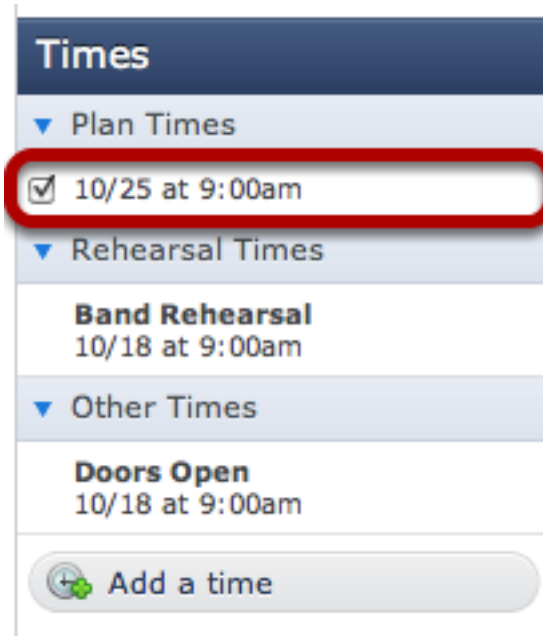 Times
Plan Times
10/25 at 9:00am
Rehearsal Times
Band Rehearsal
10/18 at 9:00am
Other Times
Doors Open
10/18 at 9:00am
Add a time